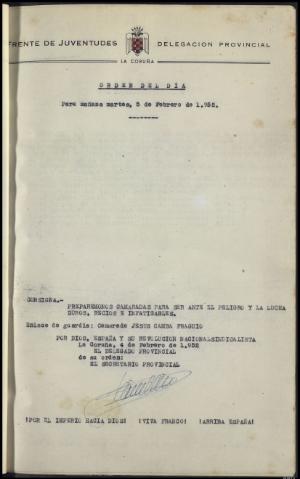 FRENTE DE JUVENTUDES DELEGACION PROVINCIAL
LA CORUÑA
ORDEN DEL DIA
Para mañana martes, 5 de Febrero de 1.952.
CONSIGNA.-
PREPAREMONOS CAMARADAS PARA SER ANTE EL PELIGRO Y LA LUCHA
DUROS, RECIOS E INFATIGABLES.
Enlace de guardia: Camarada JESUS CAMBA FRAGUIO
POR DIOS, ESPAÑA Y SU REVOLUCION NACIONALSINDICALISTA
La Coruña, 4 de Febrero de 1.952
EL DELEGADO PROVINCIAL
de su orden:
EL SECRETARIO PROVINCIAL
¡POR EL IMPERIO HACIA DIOS! ¡VIVA FRANCO! ¡ARRIBA ESPAÑA!